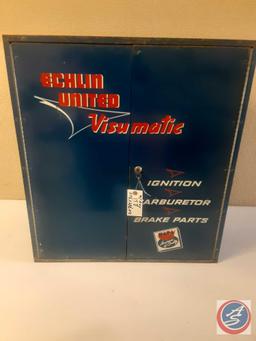 ECHLIN
UNITED
Visumatic
IGNITION
CARBURETOR
BRAKE PARTS